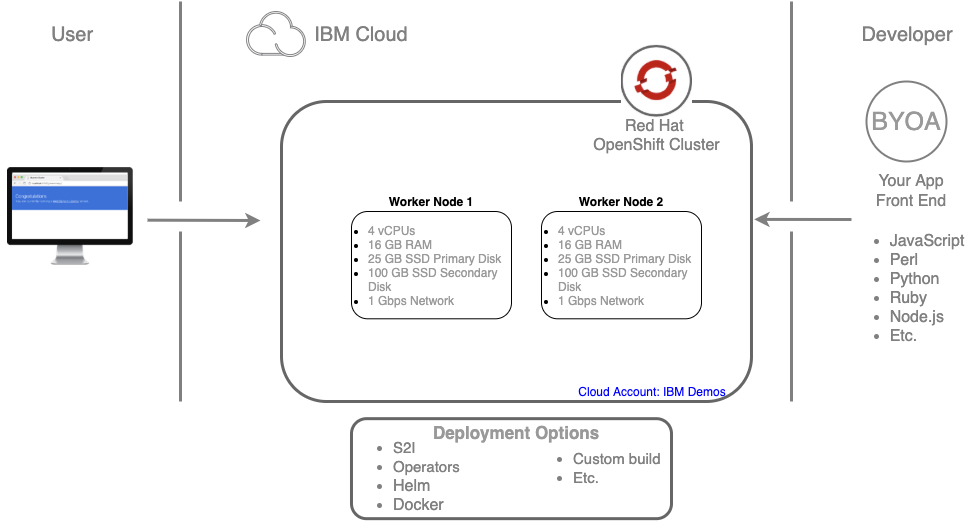 User
IBM Cloud
Developer
Red Hat
OpenShift Cluster
BYOA
Your App
Front End
JavaScript
Perl
Python
Ruby
Node.js
Etc.
Worker Node 1
4 vCPUs
16 GB RAM
25 GB SSD Primary Disk
100 GB SSD Secondary
Disk
1 Gbps Network
Worker Node 2
4 vCPUs
16 GB RAM
25 GB SSD Primary Disk
100 GB SSD Secondary
Disk
1 Gbps Network
Cloud Account: IBM Demos
Deployment Options
S2I
Operators
Helm
Docker
Custom build
Etc.